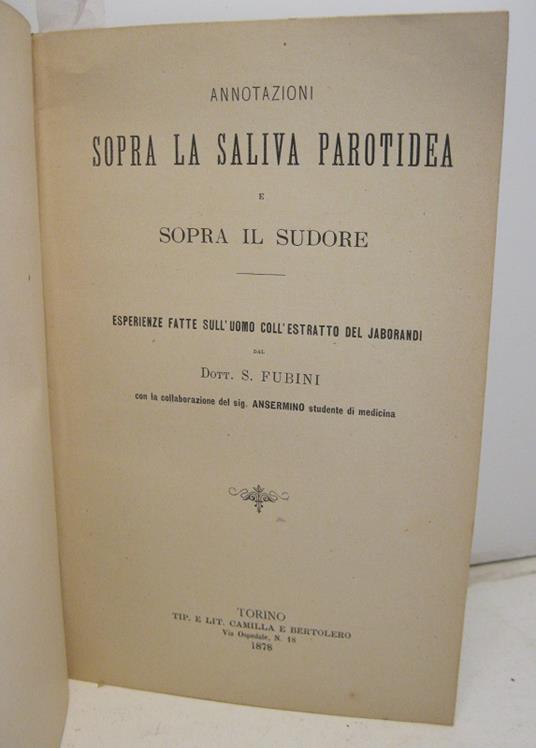 ANNOTAZIONI
SOPRA LA SALIVA PAROTIDEA
E
SOPRA IL SUDORE
ESPERIENZE FATTE SULL'UOMO COLL'ESTRATTO DEL JABORANDI
DAL
DOTT. S. FUBINI
con la collaborazione del sig. ANSERMINO studente di medicina
TORINO
TIP. E LIT. CAMILLA E BERTOLERO
Via Ospedale, N. 18
1878